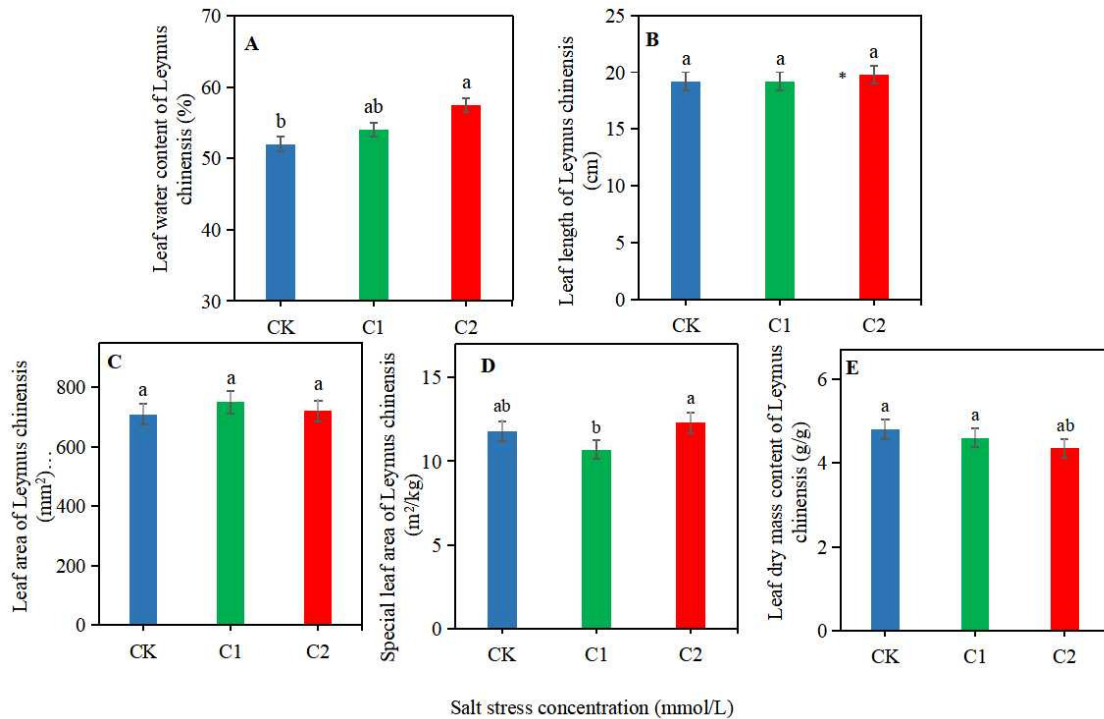 A
Leaf water content of Leymus
chinensis (%)
70
60
50
40
30
b
ab
a
CK
C1
C2
B
Leaf length of Leymus chinensis
(cm)
25
20
15
10
5
0
a
a
*
a
CK
C1
C2
C
Leaf area of Leymus chinensis
(mm²)…
800
600
400
200
0
a
a
a
CK
C1
C2
D
Special leaf area of Leymus chinensis
(m²/kg)
15
10
5
0
ab
b
a
CK
C1
C2
E
Leaf dry mass content of Leymus
chinensis (g/g)
6
4
2
0
a
a
ab
CK
C1
C2
Salt stress concentration (mmol/L)